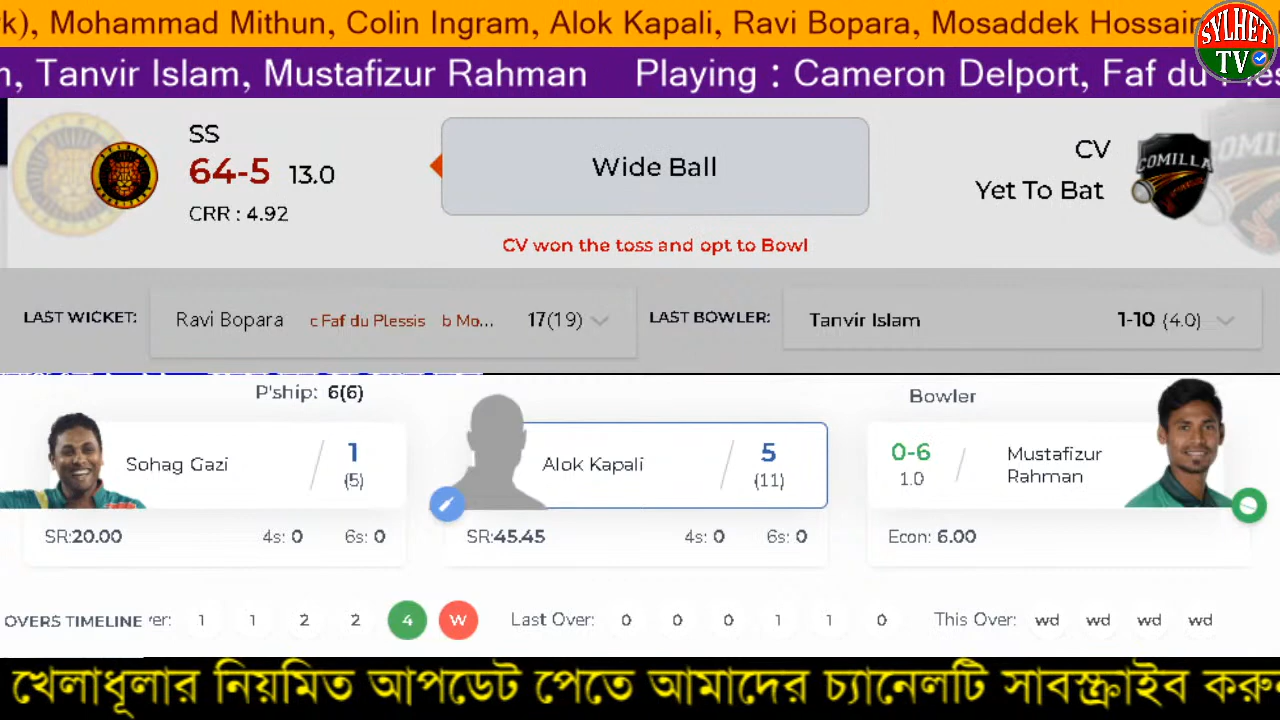 rk), Mohammad Mithun, Colin Ingram, Alok Kapali, Ravi Bopara, Mosaddek Hossain
SYLHET TV
n, Tanvir Islam, Mustafizur Rahman Playing : Cameron Delport, Faf du Ples
SS
64-5 13.0
CRR : 4.92
Wide Ball
CV won the toss and opt to Bowl
CV
Yet To Bat
COMILLA
LAST WICKET: Ravi Bopara c Faf du Plessis b Mo... 17(19)
LAST BOWLER: Tanvir Islam 1-10 (4.0)
P'ship: 6(6)
Bowler
Sohag Gazi 1 (5)
SR:20.00 4s: 0 6s: 0
Alok Kapali 5 (11)
SR:45.45 4s: 0 6s: 0
0-6 1.0 Mustafizur Rahman
Econ: 6.00
OVERS TIMELINE ver: 1 1 2 2 4 W Last Over: 0 0 0 1 1 0 This Over: wd wd wd wd
খেলাধূলার নিয়মিত আপডেট পেতে আমাদের চ্যানেলটি সাবস্ক্রাইব করু